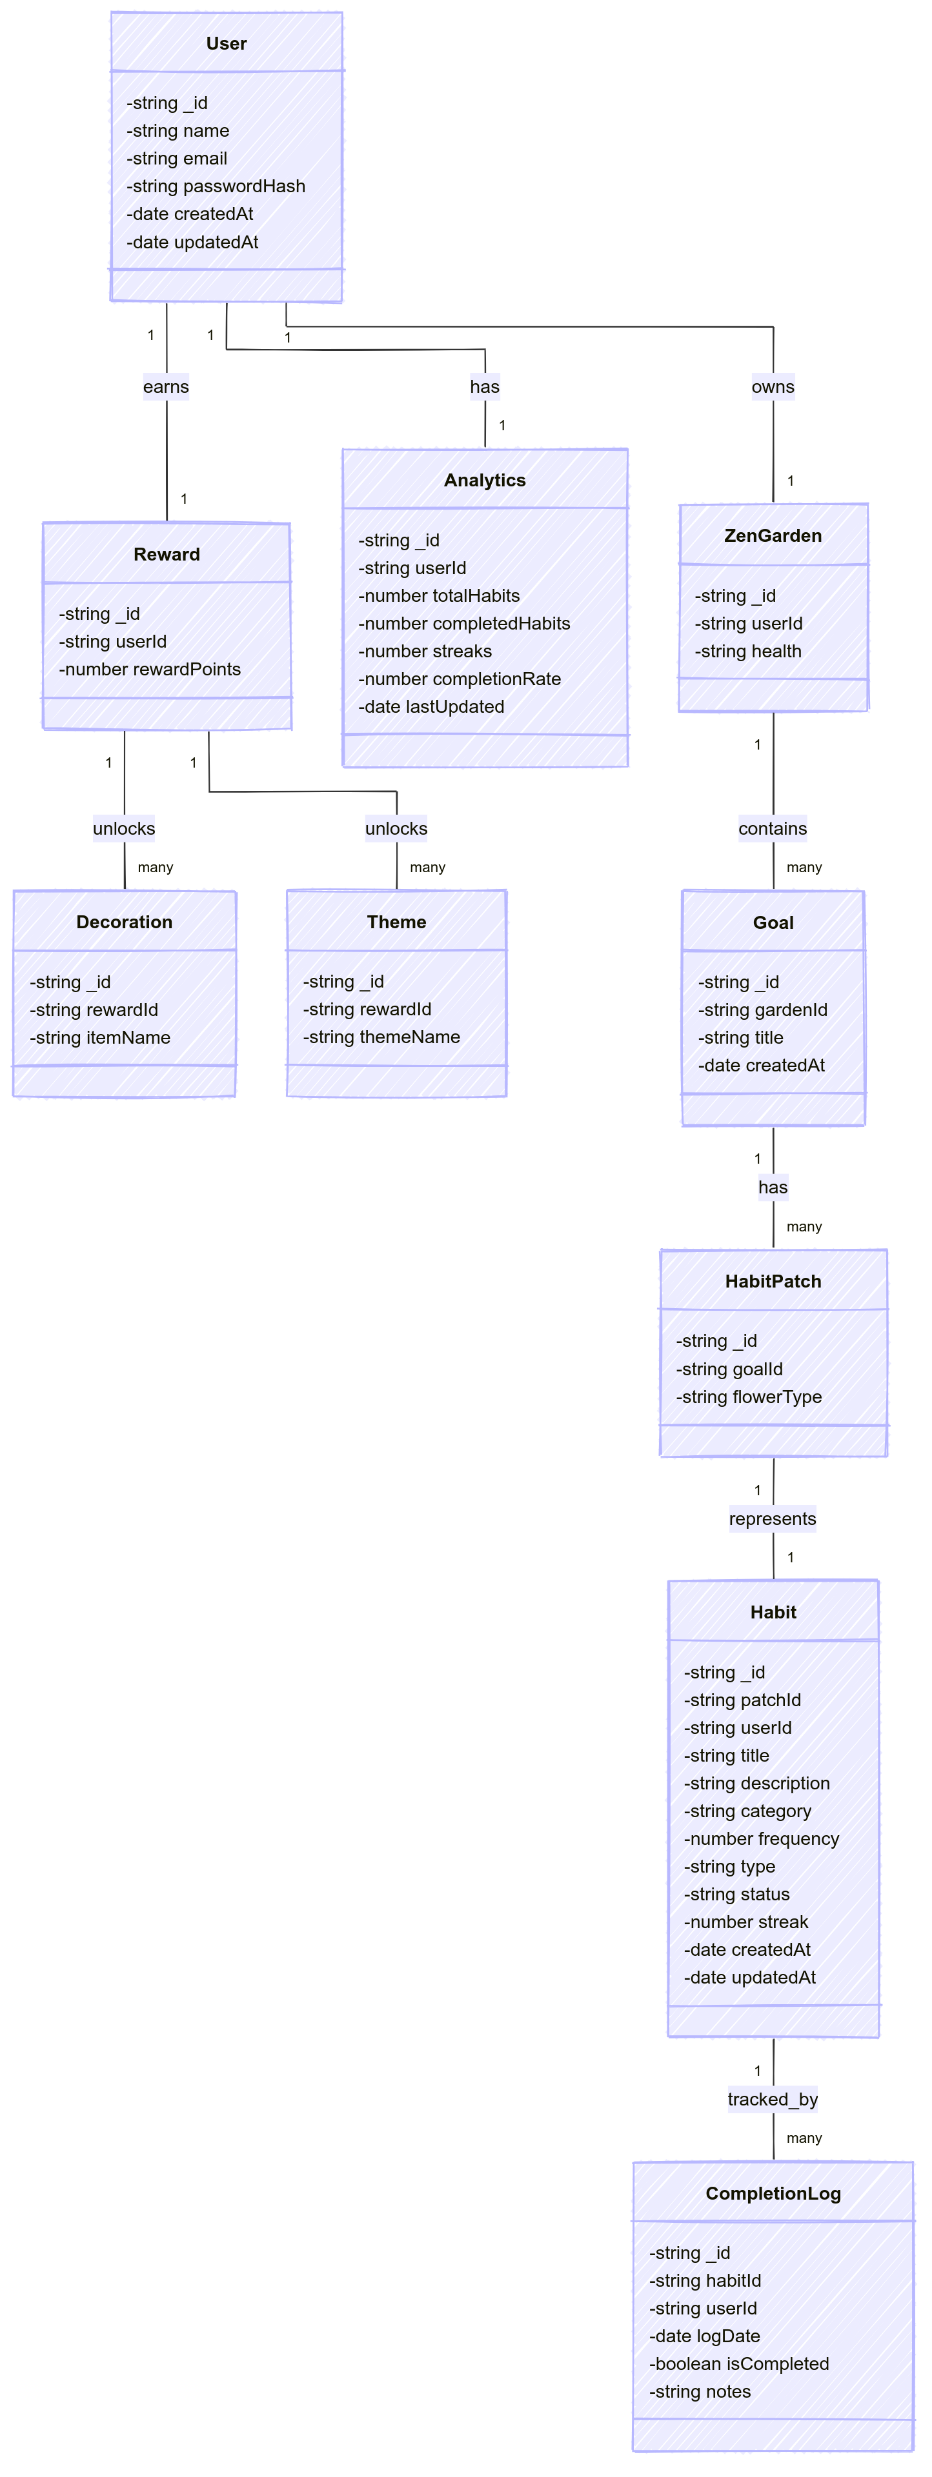 User
-string _id
-string name
-string email
-string passwordHash
-date createdAt
-date updatedAt
1
1
1
earns
has
owns
1
1
1
Analytics
-string _id
-string userId
-number totalHabits
-number completedHabits
-number streaks
-number completionRate
-date lastUpdated
Reward
-string _id
-string userId
-number rewardPoints
ZenGarden
-string _id
-string userId
-string health
1
1
1
unlocks
unlocks
contains
many
many
many
Decoration
-string _id
-string rewardId
-string itemName
Theme
-string _id
-string rewardId
-string themeName
Goal
-string _id
-string gardenId
-string title
-date createdAt
1
has
many
HabitPatch
-string _id
-string goalId
-string flowerType
1
represents
1
Habit
-string _id
-string patchId
-string userId
-string title
-string description
-string category
-number frequency
-string type
-string status
-number streak
-date createdAt
-date updatedAt
1
tracked_by
many
CompletionLog
-string _id
-string habitId
-string userId
-date logDate
-boolean isCompleted
-string notes